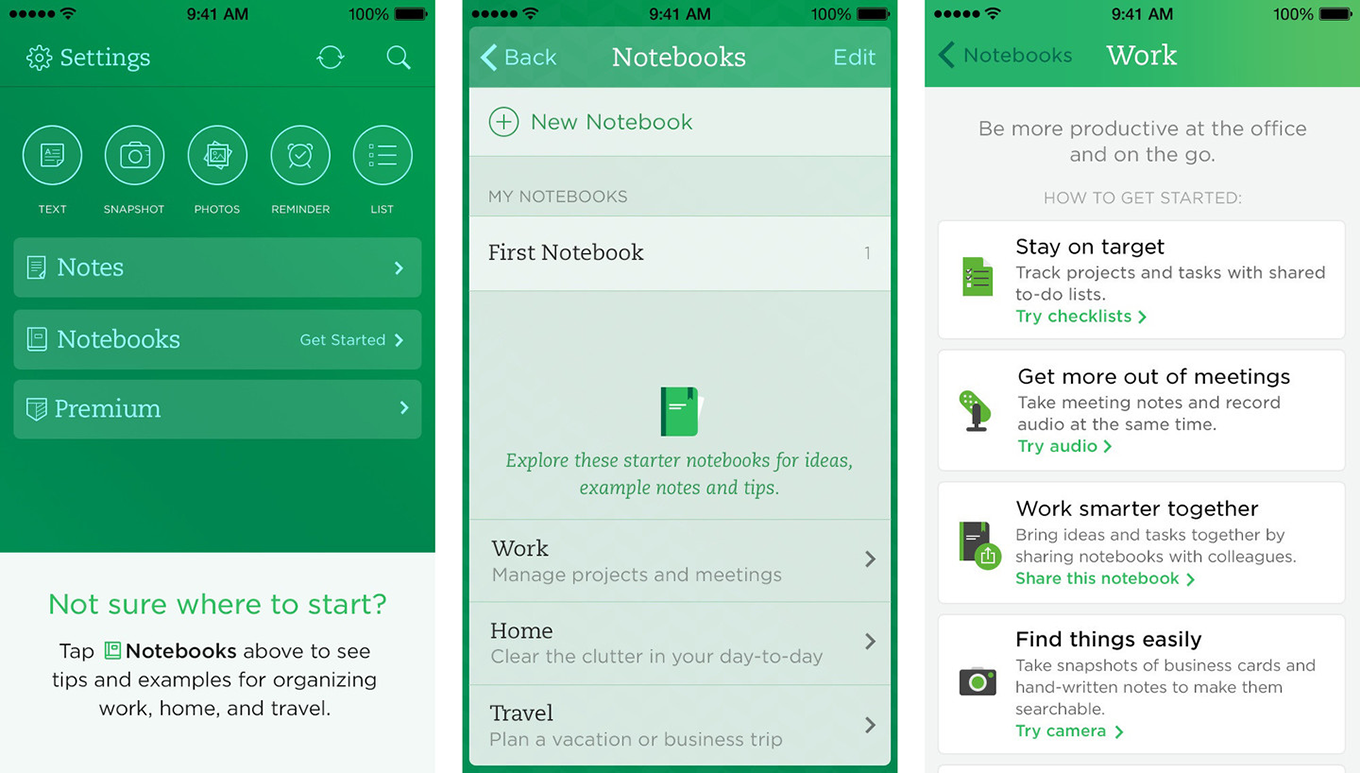 9:41 AM 100%
Settings
TEXT SNAPSHOT PHOTOS REMINDER LIST
Notes
Notebooks Get Started
Premium
Not sure where to start?
Tap Notebooks above to see
tips and examples for organizing
work, home, and travel.
9:41 AM 100%
Back Notebooks Edit
New Notebook
MY NOTEBOOKS
First Notebook 1
Explore these starter notebooks for ideas,
example notes and tips.
Work
Manage projects and meetings
Home
Clear the clutter in your day-to-day
Travel
Plan a vacation or business trip
9:41 AM 100%
Notebooks Work
Be more productive at the office
and on the go.
HOW TO GET STARTED:
Stay on target
Track projects and tasks with shared
to-do lists.
Try checklists
Get more out of meetings
Take meeting notes and record
audio at the same time.
Try audio
Work smarter together
Bring ideas and tasks together by
sharing notebooks with colleagues.
Share this notebook
Find things easily
Take snapshots of business cards and
hand-written notes to make them
searchable.
Try camera